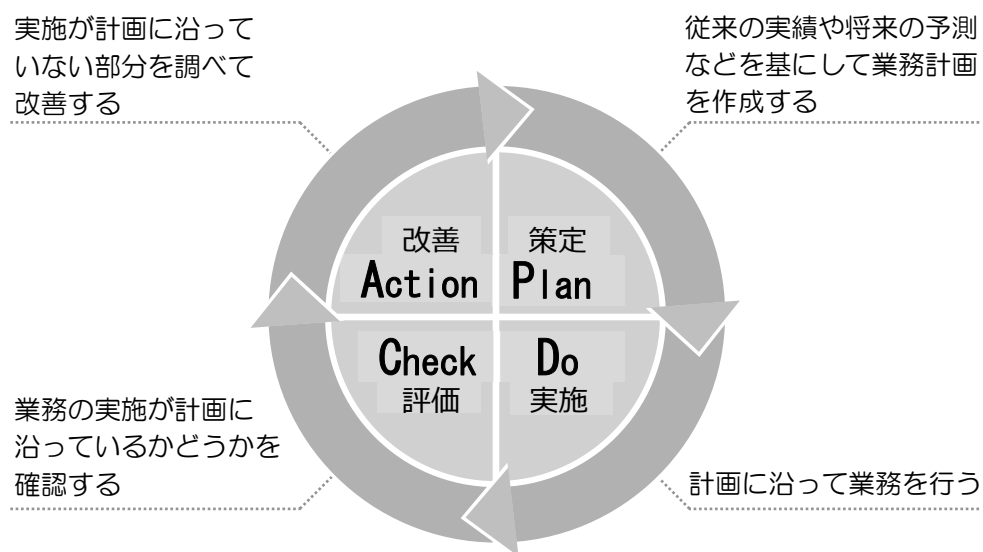 実施が計画に沿って
いない部分を調べて
改善する
従来の実績や将来の予測
などを基にして業務計画
を作成する
改善
Action
策定
Plan
Check
評価
Do
実施
業務の実施が計画に
沿っているかどうかを
確認する
計画に沿って業務を行う